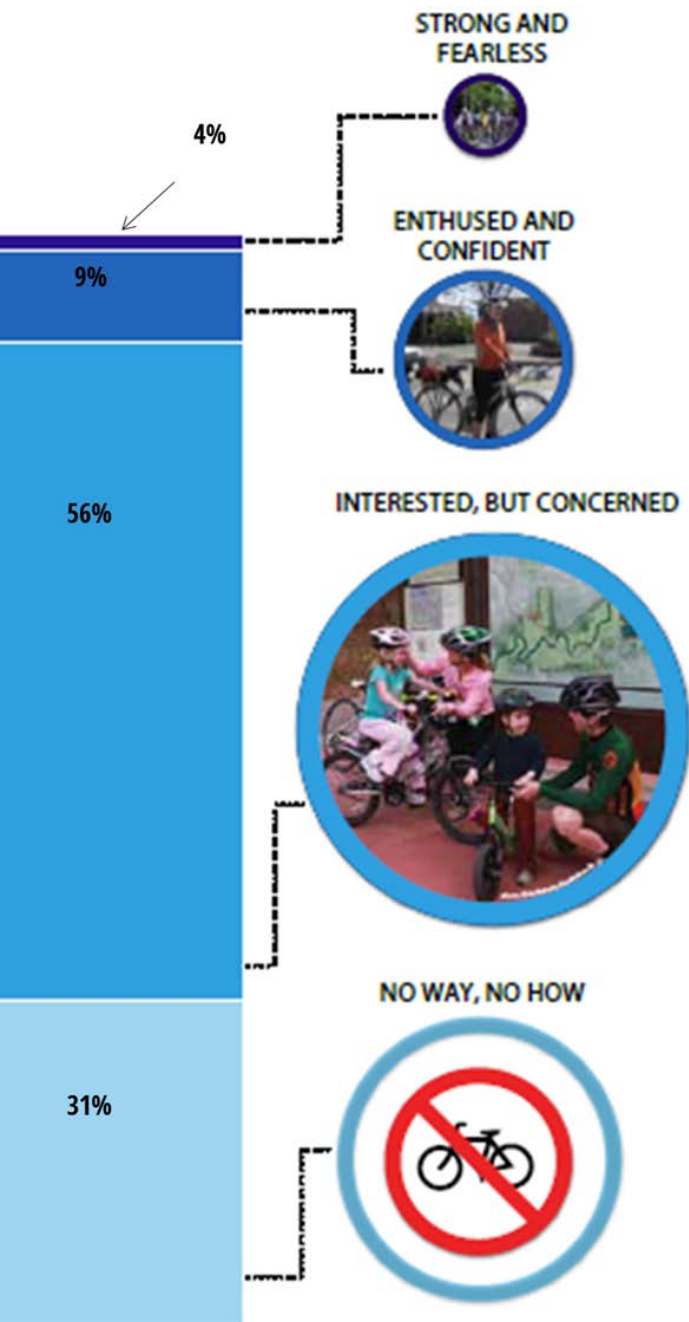 STRONG AND
FEARLESS
4%
ENTHUSED AND
CONFIDENT
9%
INTERESTED, BUT CONCERNED
56%
NO WAY, NO HOW
31%